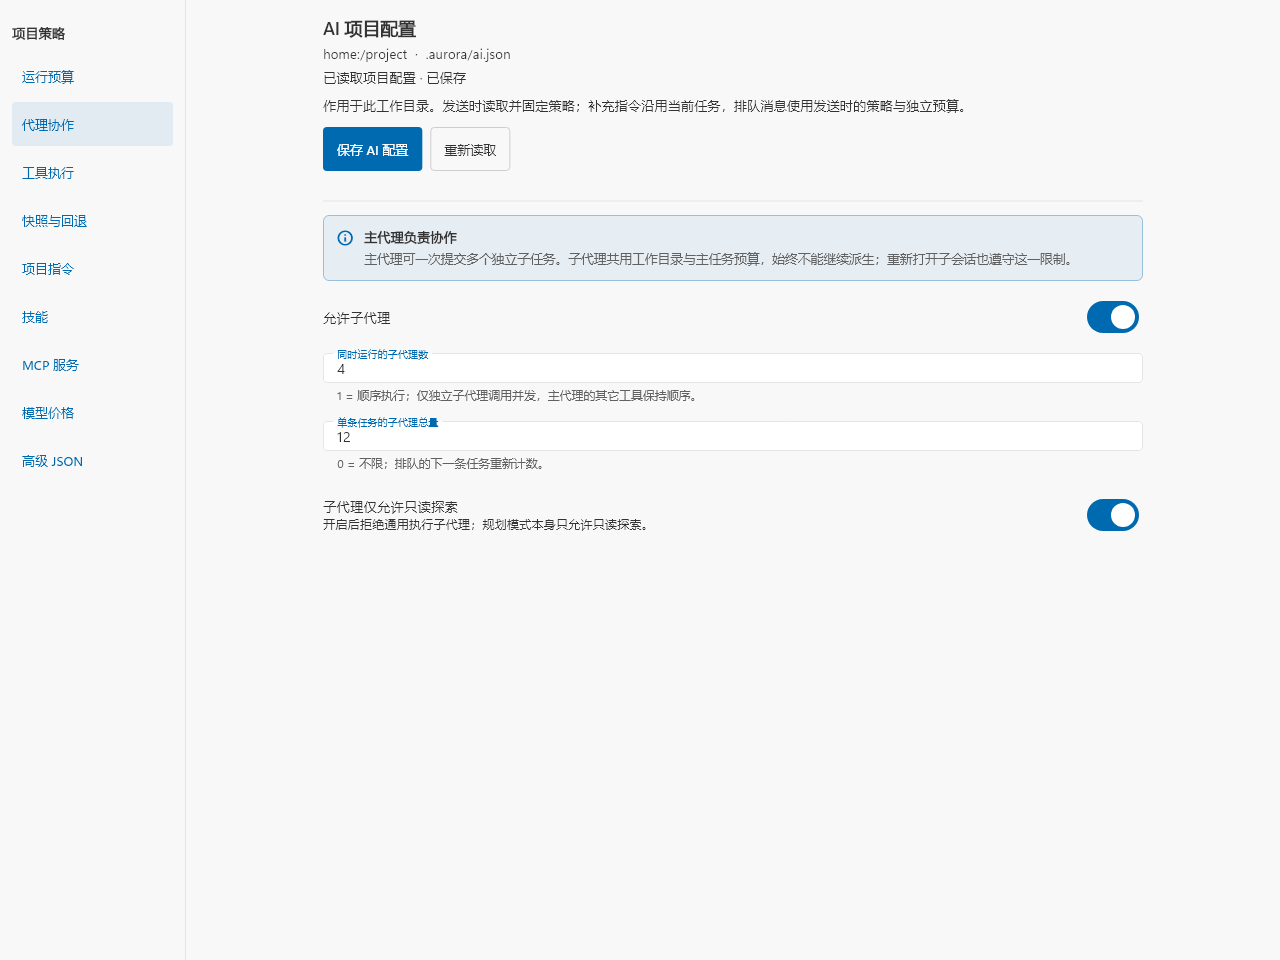 项目策略
运行预算
代理协作
工具执行
快照与回退
项目指令
技能
MCP 服务
模型价格
高级 JSON
AI 项目配置
home:/project · .aurora/ai.json
已读取项目配置 · 已保存
作用于此工作目录。发送时读取并固定策略；补充指令沿用当前任务，排队消息使用发送时的策略与独立预算。
保存 AI 配置
重新读取
主代理负责协作
主代理可一次提交多个独立子任务。子代理共用工作目录与主任务预算，始终不能继续派生；重新打开子会话也遵守这一限制。
允许子代理
同时运行的子代理数
4
1 = 顺序执行；仅独立子代理调用并发，主代理的其它工具保持顺序。
单条任务的子代理总量
12
0 = 不限；排队的下一条任务重新计数。
子代理仅允许只读探索
开启后拒绝通用执行子代理；规划模式本身只允许只读探索。